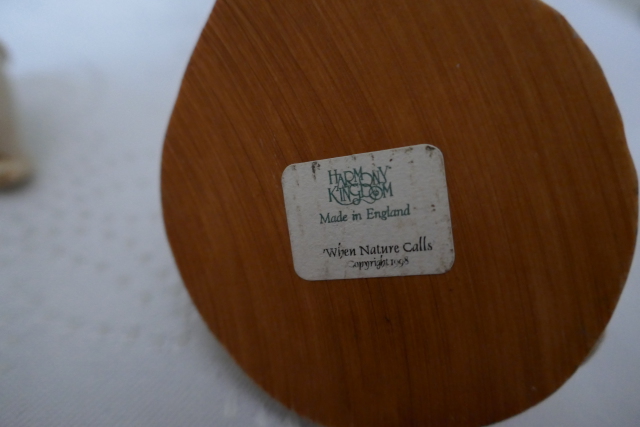 HARMONY
KINGDOM
Made in England
'When Nature Calls
Copyright 1998